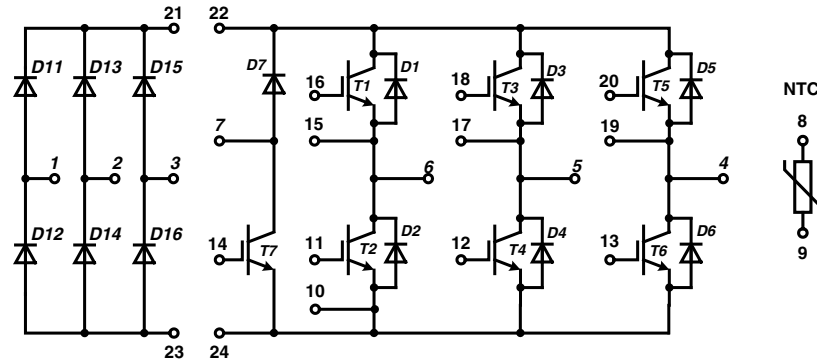 21 22
D11 D13 D15 D7 D1 D3 D5
16 T1 18 T3 20 T5
NTC
7 15 17 19 8
1 2 3 6 5 4
D12 D14 D16 14 T7 11 T2 D2 12 T4 D4 13 T6 D6
9
10
23 24